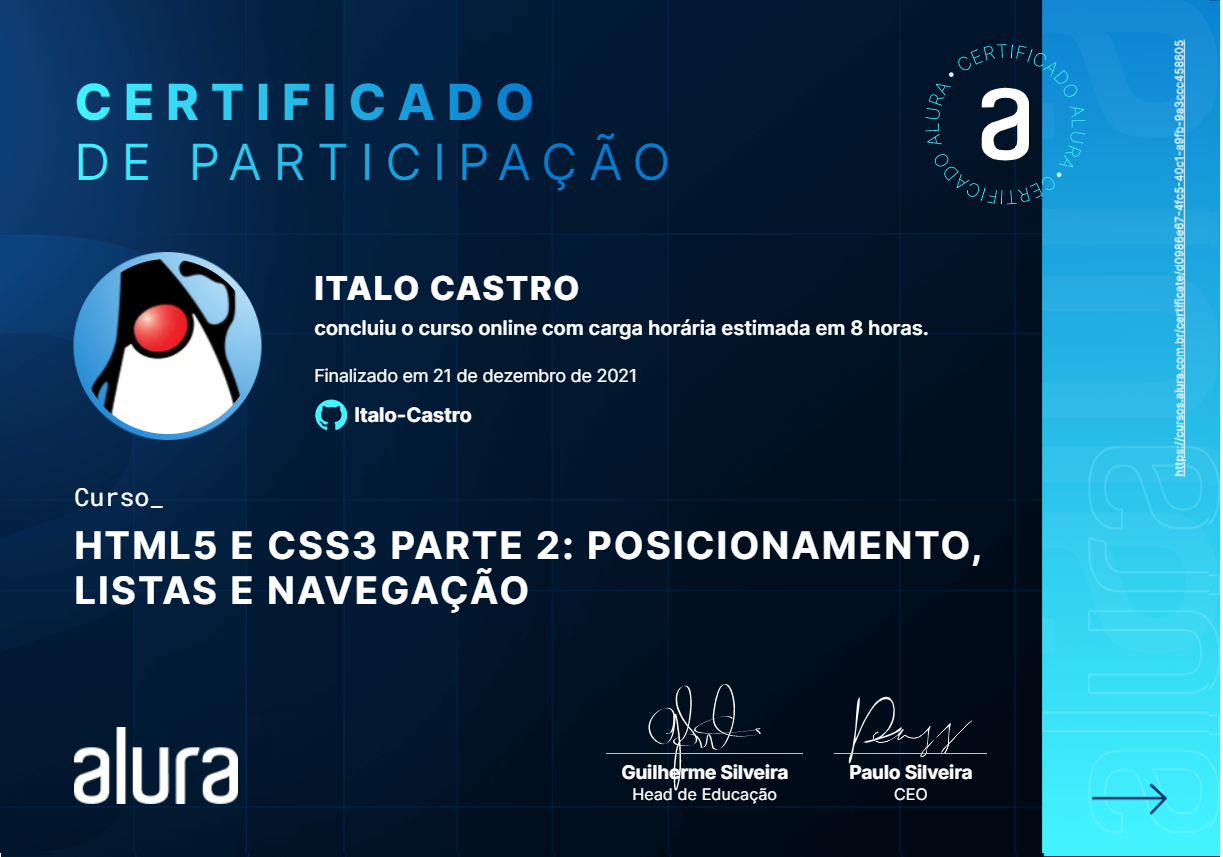 CERTIFICADO
DE PARTICIPAÇÃO
CERTIFICADO ALURA • CERTIFICADO ALURA •
a
https://cursos.alura.com.br/certificate/d0986e67-4fc5-40c1-a9fb-9a3ccc458605
ITALO CASTRO
concluiu o curso online com carga horária estimada em 8 horas.
Finalizado em 21 de dezembro de 2021
Italo-Castro
Curso_
HTML5 E CSS3 PARTE 2: POSICIONAMENTO,
LISTAS E NAVEGAÇÃO
alura
Guilherme Silveira
Head de Educação
Paulo Silveira
CEO
alura